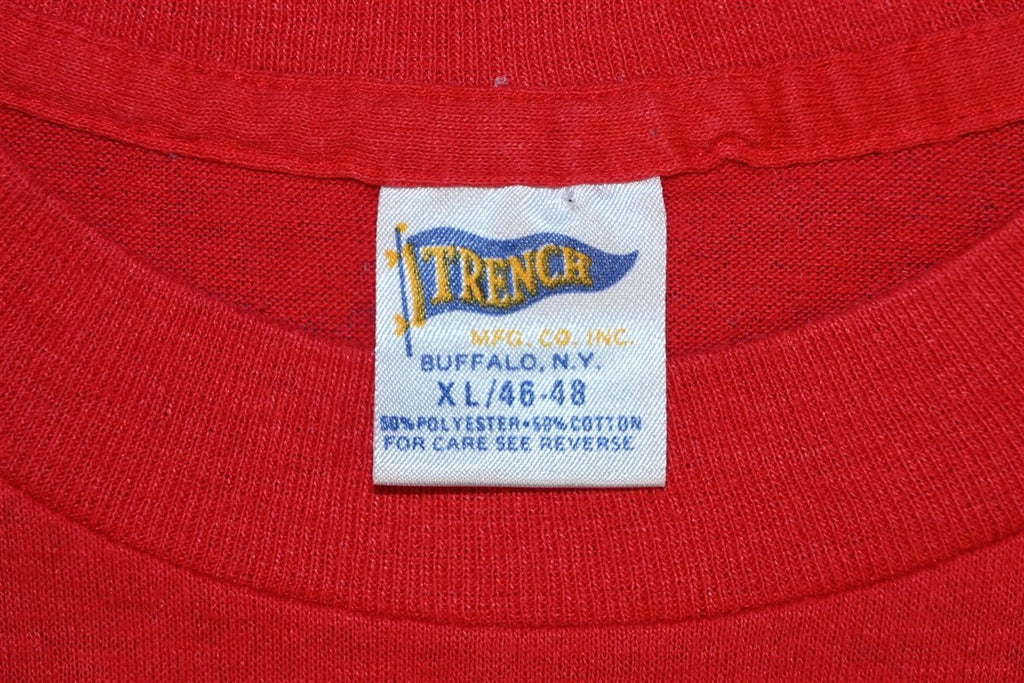 TRENCH
MFG. CO. INC.
BUFFALO, N.Y.
XL/46-48
50% POLYESTER•50% COTTON
FOR CARE SEE REVERSE